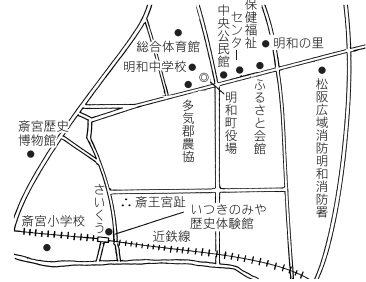 保健福祉
センター
中央公民館
明和の里
総合体育館
明和中学校
ふるさと会館
明和町役場
多気郡農協
松阪広域消防明和消防署
斎宮歴史
博物館
さいくう
斎王宮趾
いつきのみや
歴史体験館
斎宮小学校
近鉄線